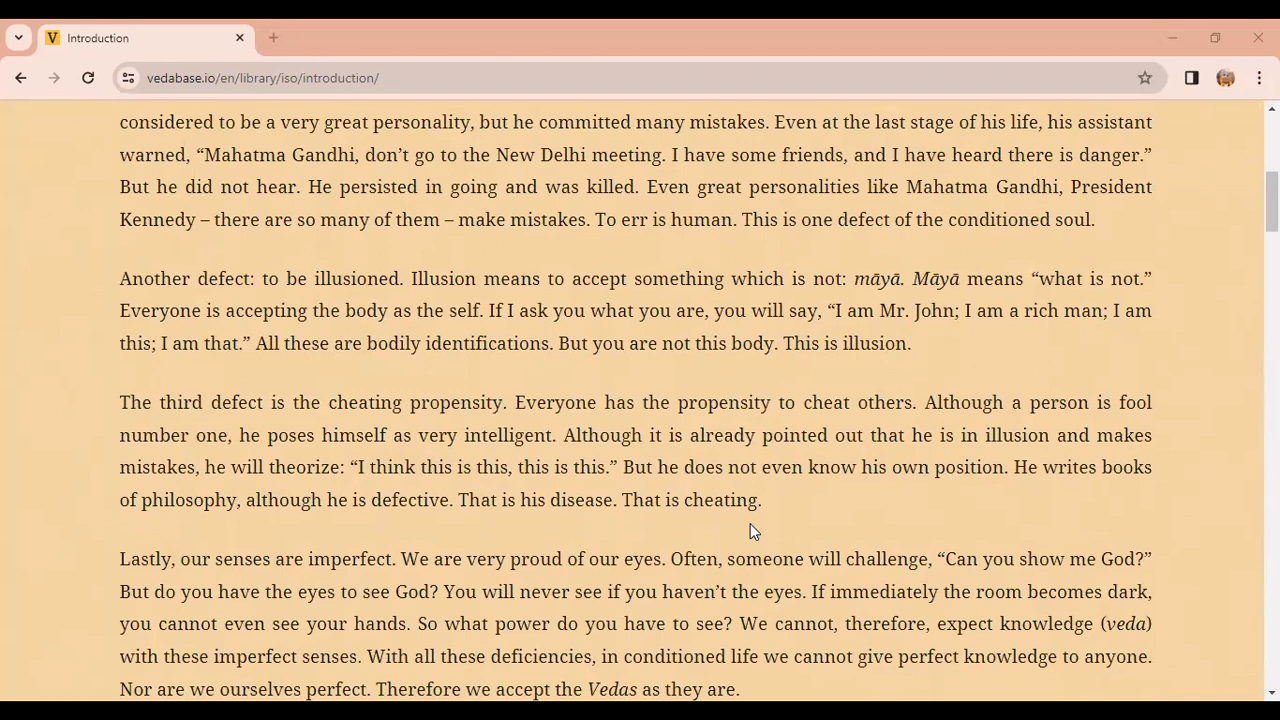 Introduction
vedabase.io/en/library/iso/introduction/
considered to be a very great personality, but he committed many mistakes. Even at the last stage of his life, his assistant
warned, “Mahatma Gandhi, don’t go to the New Delhi meeting. I have some friends, and I have heard there is danger.”
But he did not hear. He persisted in going and was killed. Even great personalities like Mahatma Gandhi, President
Kennedy – there are so many of them – make mistakes. To err is human. This is one defect of the conditioned soul.
Another defect: to be illusioned. Illusion means to accept something which is not: māyā. Māyā means “what is not.”
Everyone is accepting the body as the self. If I ask you what you are, you will say, “I am Mr. John; I am a rich man; I am
this; I am that.” All these are bodily identifications. But you are not this body. This is illusion.
The third defect is the cheating propensity. Everyone has the propensity to cheat others. Although a person is fool
number one, he poses himself as very intelligent. Although it is already pointed out that he is in illusion and makes
mistakes, he will theorize: “I think this is this, this is this.” But he does not even know his own position. He writes books
of philosophy, although he is defective. That is his disease. That is cheating.
Lastly, our senses are imperfect. We are very proud of our eyes. Often, someone will challenge, “Can you show me God?”
But do you have the eyes to see God? You will never see if you haven’t the eyes. If immediately the room becomes dark,
you cannot even see your hands. So what power do you have to see? We cannot, therefore, expect knowledge (veda)
with these imperfect senses. With all these deficiencies, in conditioned life we cannot give perfect knowledge to anyone.
Nor are we ourselves perfect. Therefore we accept the Vedas as they are.